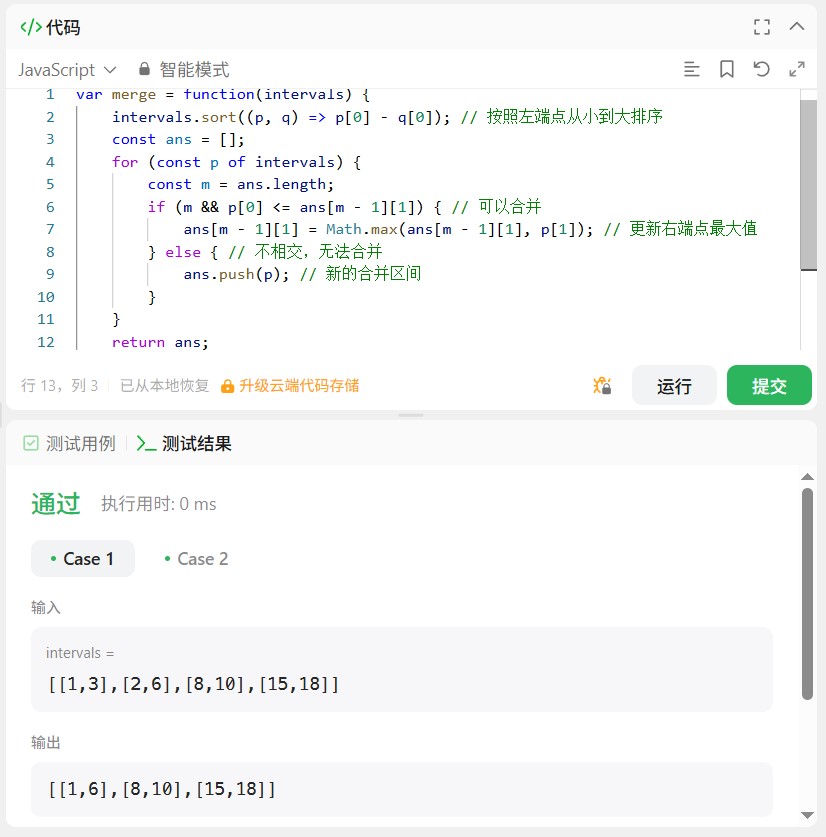 </> 代码
JavaScript 智能模式
1 var merge = function(intervals) {
2 intervals.sort((p, q) => p[0] - q[0]); // 按照左端点从小到大排序
3 const ans = [];
4 for (const p of intervals) {
5 const m = ans.length;
6 if (m && p[0] <= ans[m - 1][1]) { // 可以合并
7 ans[m - 1][1] = Math.max(ans[m - 1][1], p[1]); // 更新右端点最大值
8 } else { // 不相交，无法合并
9 ans.push(p); // 新的合并区间
10 }
11 }
12 return ans;
行 13，列 3 已从本地恢复 升级云端代码存储 运行 提交
测试用例 >_ 测试结果
通过 执行用时: 0 ms
• Case 1 • Case 2
输入
intervals =
[[1,3],[2,6],[8,10],[15,18]]
输出
[[1,6],[8,10],[15,18]]